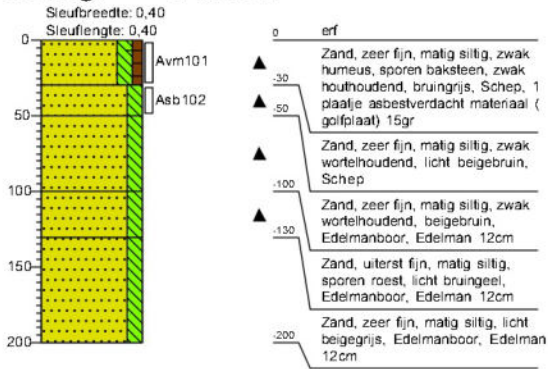 Sleufbreedte: 0,40
Sleuflengte: 0,40
0
50
100
150
200
Avm101
Asb102
0
erf
Zand, zeer fijn, matig siltig, zwak
humeus, sporen baksteen, zwak
houthoudend, bruingrijs, Schep, 1
plaatje asbestverdacht materiaal (
golfplaat) 15gr
-30
Zand, zeer fijn, matig siltig, zwak
wortelhoudend, licht beigebruin,
Schep
-50
Zand, zeer fijn, matig siltig, zwak
wortelhoudend, beigebruin,
Edelmanboor, Edelman 12cm
-100
Zand, uiterst fijn, matig siltig,
sporen roest, licht bruingeel,
Edelmanboor, Edelman 12cm
-130
Zand, zeer fijn, matig siltig, licht
beigegrijs, Edelmanboor, Edelman
12cm
-200